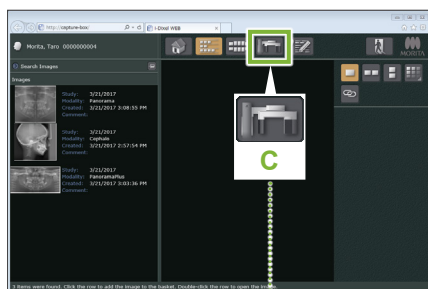 http://capture-box/
i-Dixel WEB
Morita, Taro 0000000004
MORITA
Search Images
Images
Study: 3/21/2017
Modality: Panorama
Created: 3/21/2017 3:08:55 PM
Comment:
Study: 3/21/2017
Modality: Cephalo
Created: 3/21/2017 2:57:54 PM
Comment:
Study: 3/21/2017
Modality: PanoramaPlus
Created: 3/21/2017 3:03:36 PM
Comment:
C
3 items were found. Click the row to add the image to the basket. Double-click the row to open the image.